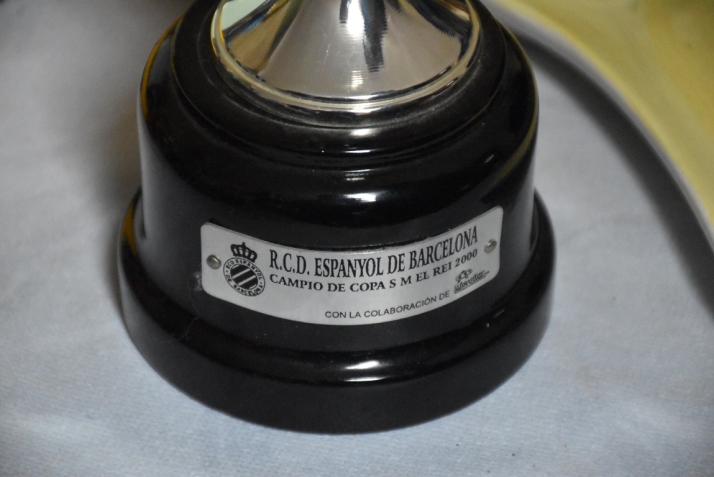 R.C.D. ESPANYOL DE BARCELONA
CAMPIO DE COPA S M EL REI 2000
CON LA COLABORACIÓN DE